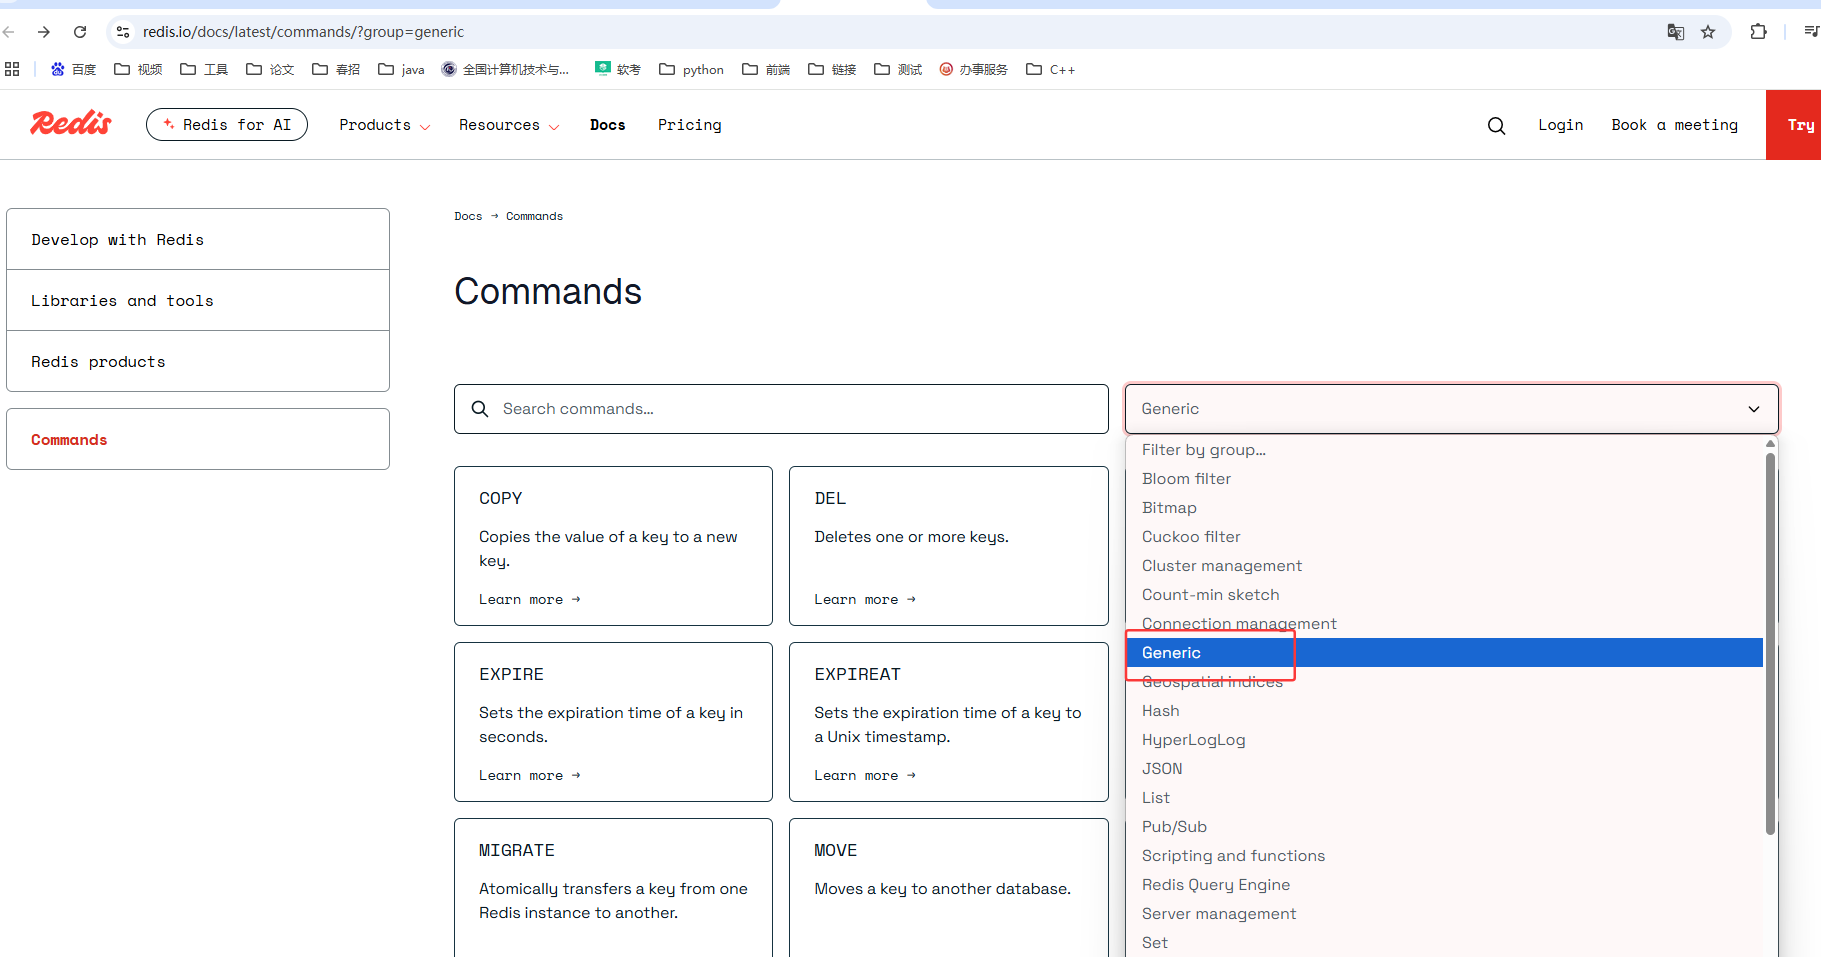 redis.io/docs/latest/commands/?group=generic
百度 视频 工具 论文 春招 java 全国计算机技术与... 软考 python 前端 链接 测试 办事服务 C++
Redis Redis for AI Products Resources Docs Pricing Login Book a meeting Try
Develop with Redis
Libraries and tools
Redis products
Commands
Docs → Commands
Commands
Search commands...
Generic
Filter by group...
Bloom filter
Bitmap
Cuckoo filter
Cluster management
Count-min sketch
Connection management
Generic
Geospatial indices
Hash
HyperLogLog
JSON
List
Pub/Sub
Scripting and functions
Redis Query Engine
Server management
Set
COPY
Copies the value of a key to a new
key.
Learn more →
DEL
Deletes one or more keys.
Learn more →
EXPIRE
Sets the expiration time of a key in
seconds.
Learn more →
EXPIREAT
Sets the expiration time of a key to
a Unix timestamp.
Learn more →
MIGRATE
Atomically transfers a key from one
Redis instance to another.
MOVE
Moves a key to another database.